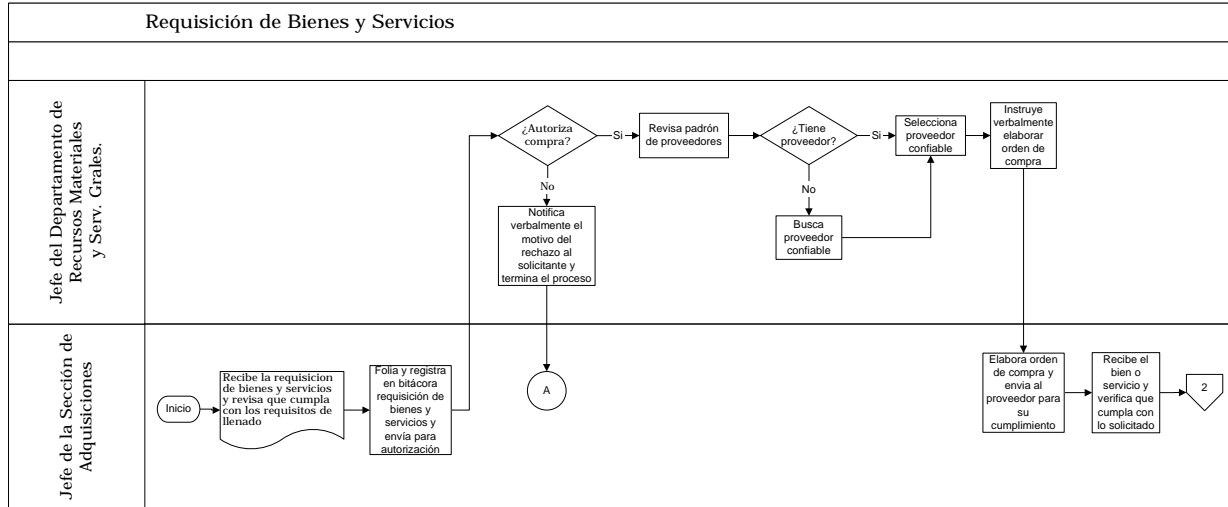 Requisición de Bienes y Servicios
Jefe del Departamento de
Recursos Materiales
y Serv. Grales.
¿Autoriza
compra?
Si
Revisa padrón
de proveedores
¿Tiene
proveedor?
Si
Selecciona
proveedor
confiable
Instruye
verbalmente
elaborar
orden de
compra
No
Notifica
verbalmente el
motivo del
rechazo al
solicitante y
termina el proceso
No
Busca
proveedor
confiable
Jefe de la Sección de
Adquisiciones
Inicio
Recibe la requisicion
de bienes y servicios
y revisa que cumpla
con los requisitos de
llenado
Folia y registra
en bitácora
requisición de
bienes y
servicios y
envía para
autorización
A
Elabora orden
de compra y
envia al
proveedor para
su
cumplimiento
Recibe el
bien o
servicio y
verifica que
cumpla con
lo solicitado
2